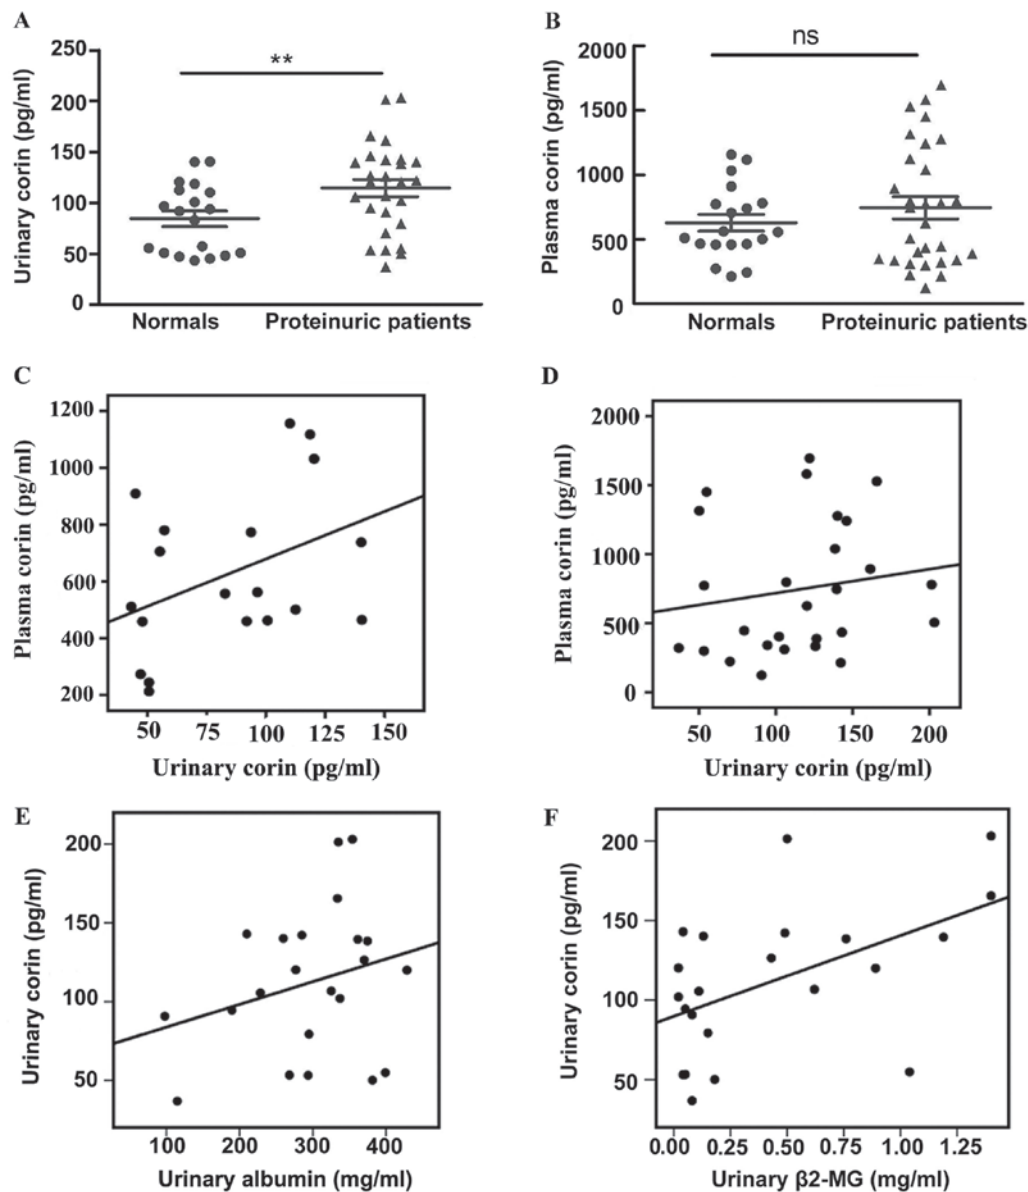 A
Urinary corin (pg/ml)
250
200
150
100
50
0
**
Normals
Proteinuric patients
B
Plasma corin (pg/ml)
2000
1500
1000
500
0
ns
Normals
Proteinuric patients
C
Plasma corin (pg/ml)
1200
1000
800
600
400
200
50
75
100
125
150
Urinary corin (pg/ml)
D
Plasma corin (pg/ml)
2000
1500
1000
500
0
50
100
150
200
Urinary corin (pg/ml)
E
Urinary corin (pg/ml)
200
150
100
50
100
200
300
400
Urinary albumin (mg/ml)
F
Urinary corin (pg/ml)
200
150
100
50
0.00
0.25
0.50
0.75
1.00
1.25
Urinary β2-MG (mg/ml)